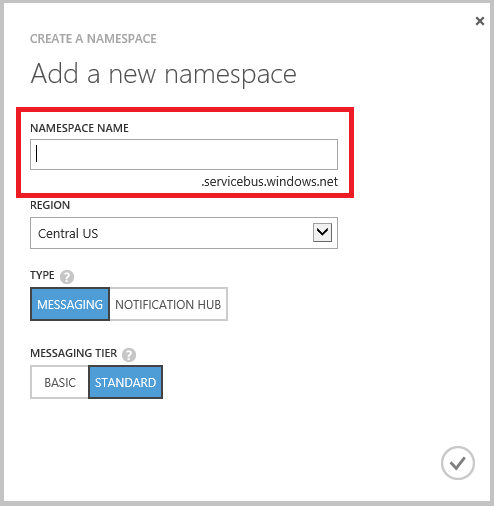 CREATE A NAMESPACE
Add a new namespace
NAMESPACE NAME
.servicebus.windows.net
REGION
Central US
TYPE ?
MESSAGING NOTIFICATION HUB
MESSAGING TIER ?
BASIC STANDARD